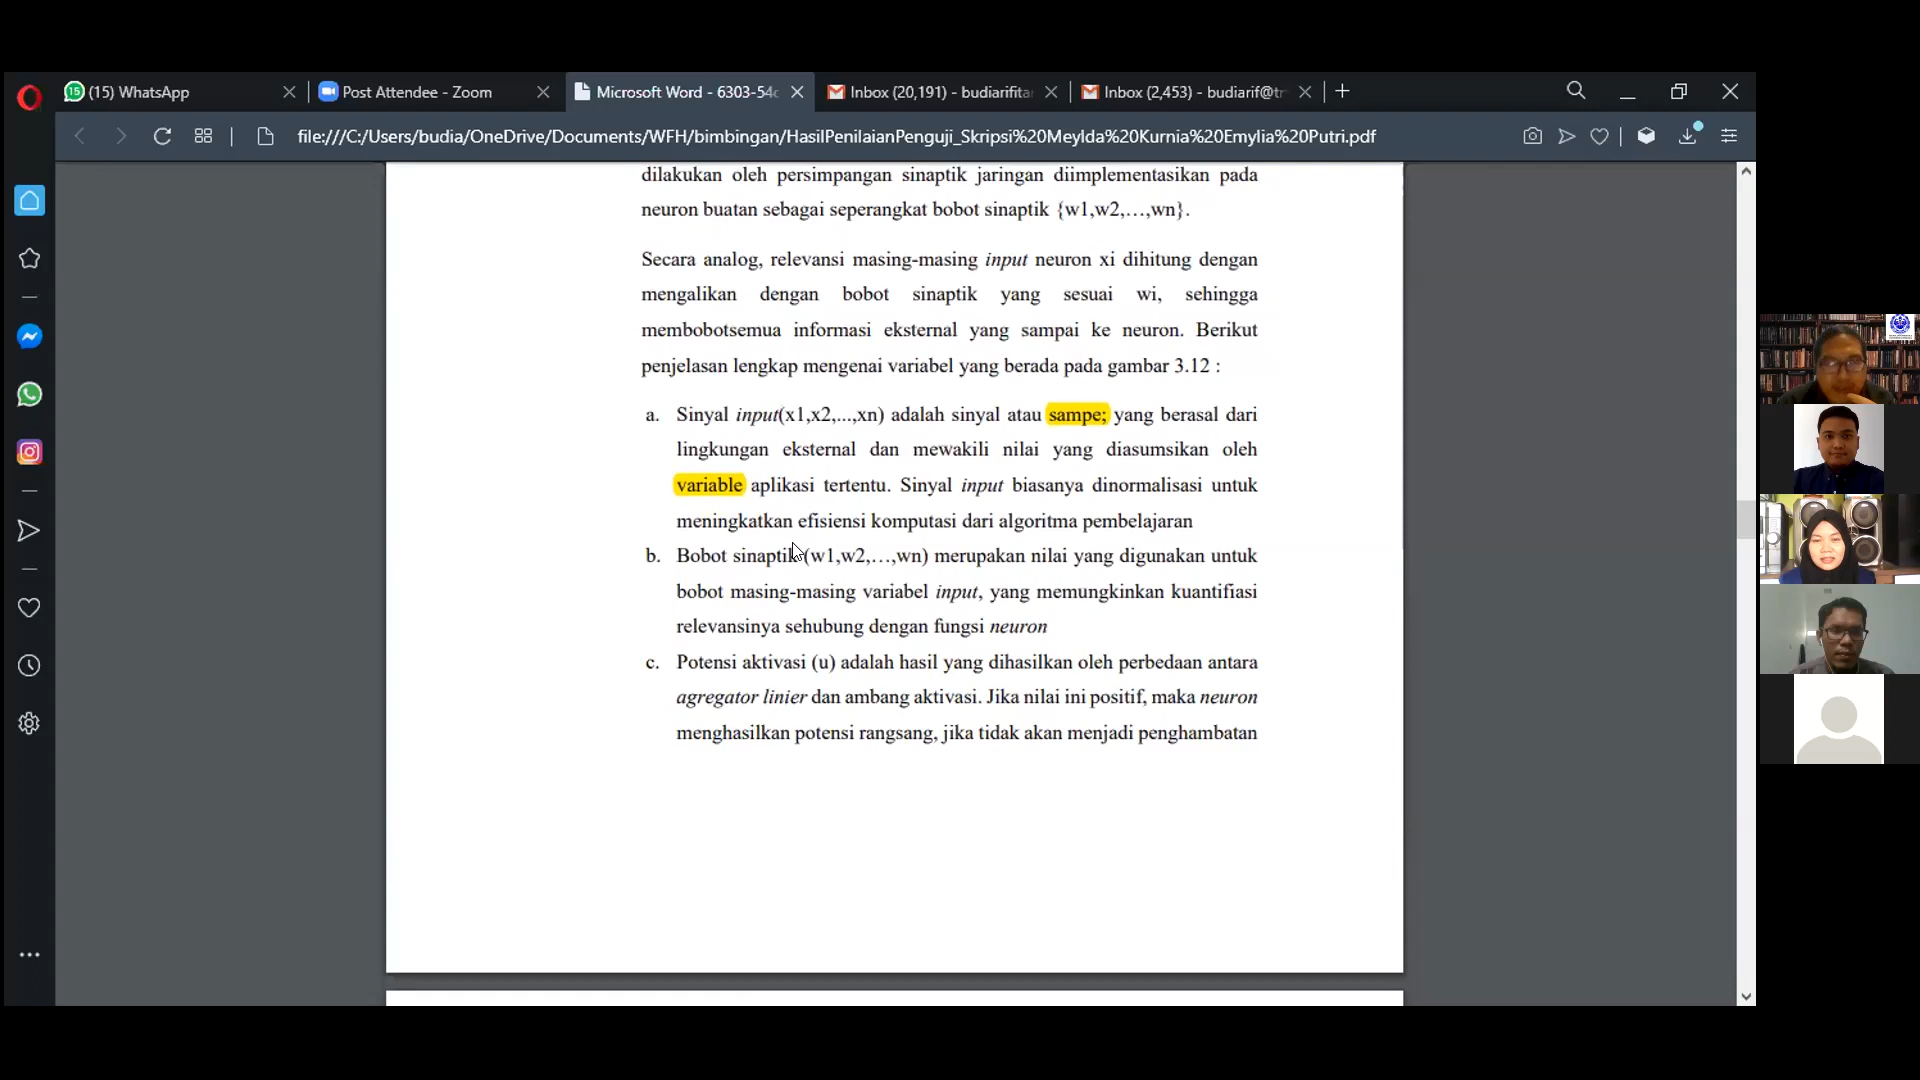 (15) WhatsApp
Post Attendee - Zoom
Microsoft Word - 6303-54c
Inbox (20,191) - budiarifita
Inbox (2,453) - budiarif@tr
file:///C:/Users/budia/OneDrive/Documents/WFH/bimbingan/HasilPenilaianPenguji_Skripsi%20Meylda%20Kurnia%20Emylia%20Putri.pdf
dilakukan oleh persimpangan sinaptik jaringan diimplementasikan pada
neuron buatan sebagai seperangkat bobot sinaptik {w1,w2,…,wn}.
Secara analog, relevansi masing-masing input neuron xi dihitung dengan
mengalikan dengan bobot sinaptik yang sesuai wi, sehingga
membobotsemua informasi eksternal yang sampai ke neuron. Berikut
penjelasan lengkap mengenai variabel yang berada pada gambar 3.12 :
a. Sinyal input(x1,x2,...,xn) adalah sinyal atau sampe; yang berasal dari
lingkungan eksternal dan mewakili nilai yang diasumsikan oleh
variable aplikasi tertentu. Sinyal input biasanya dinormalisasi untuk
meningkatkan efisiensi komputasi dari algoritma pembelajaran
b. Bobot sinaptik (w1,w2,…,wn) merupakan nilai yang digunakan untuk
bobot masing-masing variabel input, yang memungkinkan kuantifiasi
relevansinya sehubung dengan fungsi neuron
c. Potensi aktivasi (u) adalah hasil yang dihasilkan oleh perbedaan antara
agregator linier dan ambang aktivasi. Jika nilai ini positif, maka neuron
menghasilkan potensi rangsang, jika tidak akan menjadi penghambatan